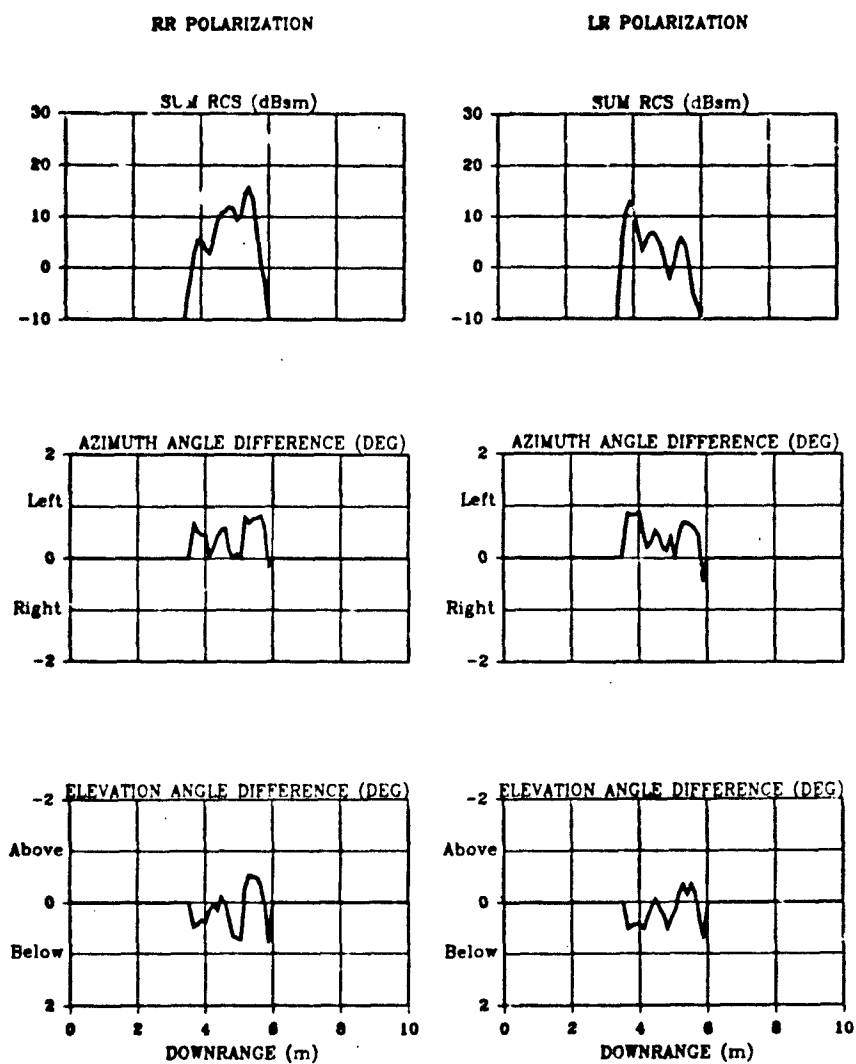 RR POLARIZATION
LR POLARIZATION
SUM RCS (dBsm)
30
20
10
0
-10
SUM RCS (dBsm)
30
20
10
0
-10
AZIMUTH ANGLE DIFFERENCE (DEG)
2
Left
0
Right
-2
AZIMUTH ANGLE DIFFERENCE (DEG)
2
Left
0
Right
-2
ELEVATION ANGLE DIFFERENCE (DEG)
-2
Above
0
Below
2
0 2 4 6 8 10
DOWNRANGE (m)
ELEVATION ANGLE DIFFERENCE (DEG)
-2
Above
0
Below
2
0 2 4 6 8 10
DOWNRANGE (m)